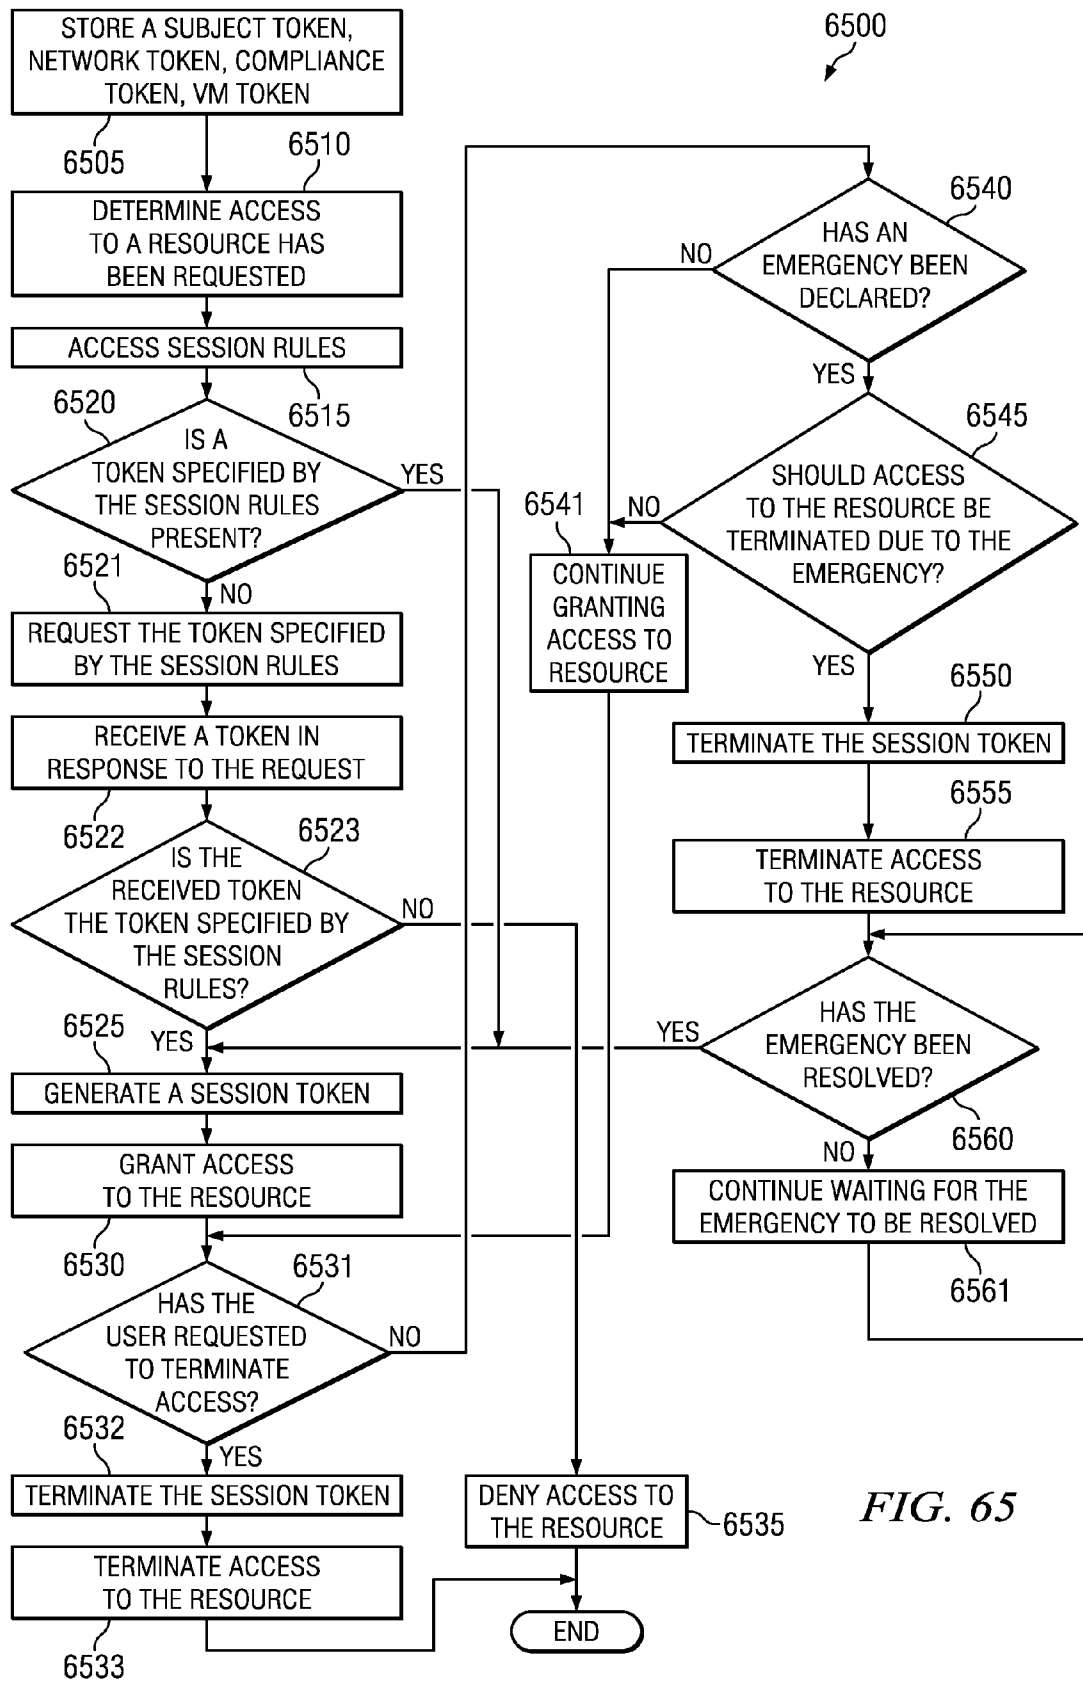 STORE A SUBJECT TOKEN,
NETWORK TOKEN, COMPLIANCE
TOKEN, VM TOKEN
6505
6510
DETERMINE ACCESS
TO A RESOURCE HAS
BEEN REQUESTED
ACCESS SESSION RULES
6515
6520
IS A
TOKEN SPECIFIED BY
THE SESSION RULES
PRESENT?
YES
NO
6521
REQUEST THE TOKEN SPECIFIED
BY THE SESSION RULES
RECEIVE A TOKEN IN
RESPONSE TO THE REQUEST
6522
6523
IS THE
RECEIVED TOKEN
THE TOKEN SPECIFIED BY
THE SESSION
RULES?
NO
YES
6525
GENERATE A SESSION TOKEN
GRANT ACCESS
TO THE RESOURCE
6530
6531
HAS THE
USER REQUESTED
TO TERMINATE
ACCESS?
NO
YES
6532
TERMINATE THE SESSION TOKEN
TERMINATE ACCESS
TO THE RESOURCE
6533
6500
6540
HAS AN
EMERGENCY BEEN
DECLARED?
NO
YES
6545
SHOULD ACCESS
TO THE RESOURCE BE
TERMINATED DUE TO THE
EMERGENCY?
NO
YES
6541
CONTINUE
GRANTING
ACCESS TO
RESOURCE
6550
TERMINATE THE SESSION TOKEN
6555
TERMINATE ACCESS
TO THE RESOURCE
HAS THE
EMERGENCY BEEN
RESOLVED?
YES
6560
NO
CONTINUE WAITING FOR THE
EMERGENCY TO BE RESOLVED
6561
DENY ACCESS TO
THE RESOURCE
6535
END
FIG. 65